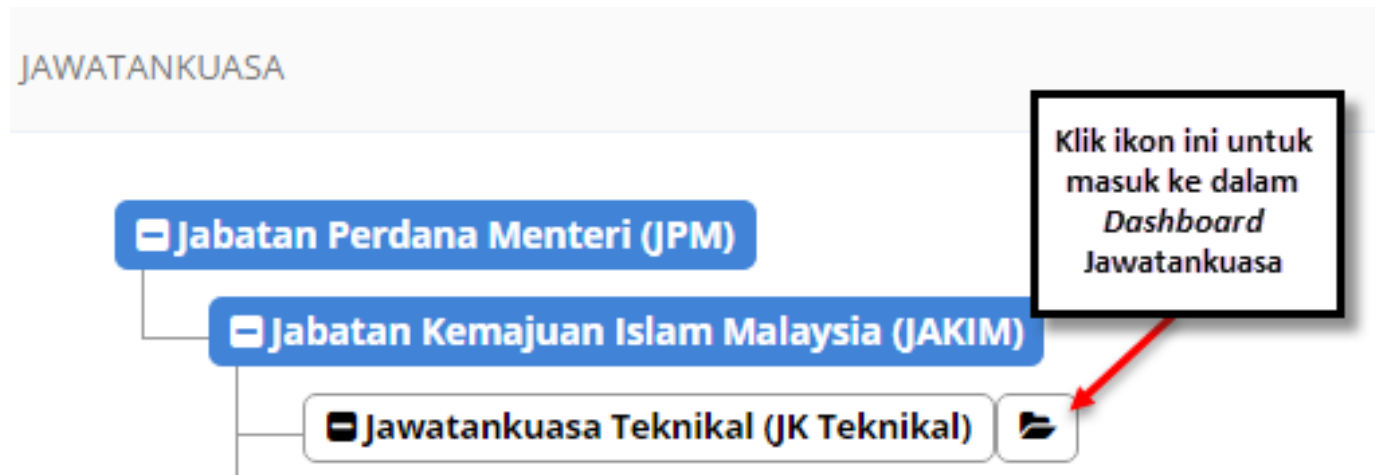 JAWATANKUASA
Klik ikon ini untuk
masuk ke dalam
Dashboard
Jawatankuasa
Jabatan Perdana Menteri (JPM)
Jabatan Kemajuan Islam Malaysia (JAKIM)
Jawatankuasa Teknikal (JK Teknikal)